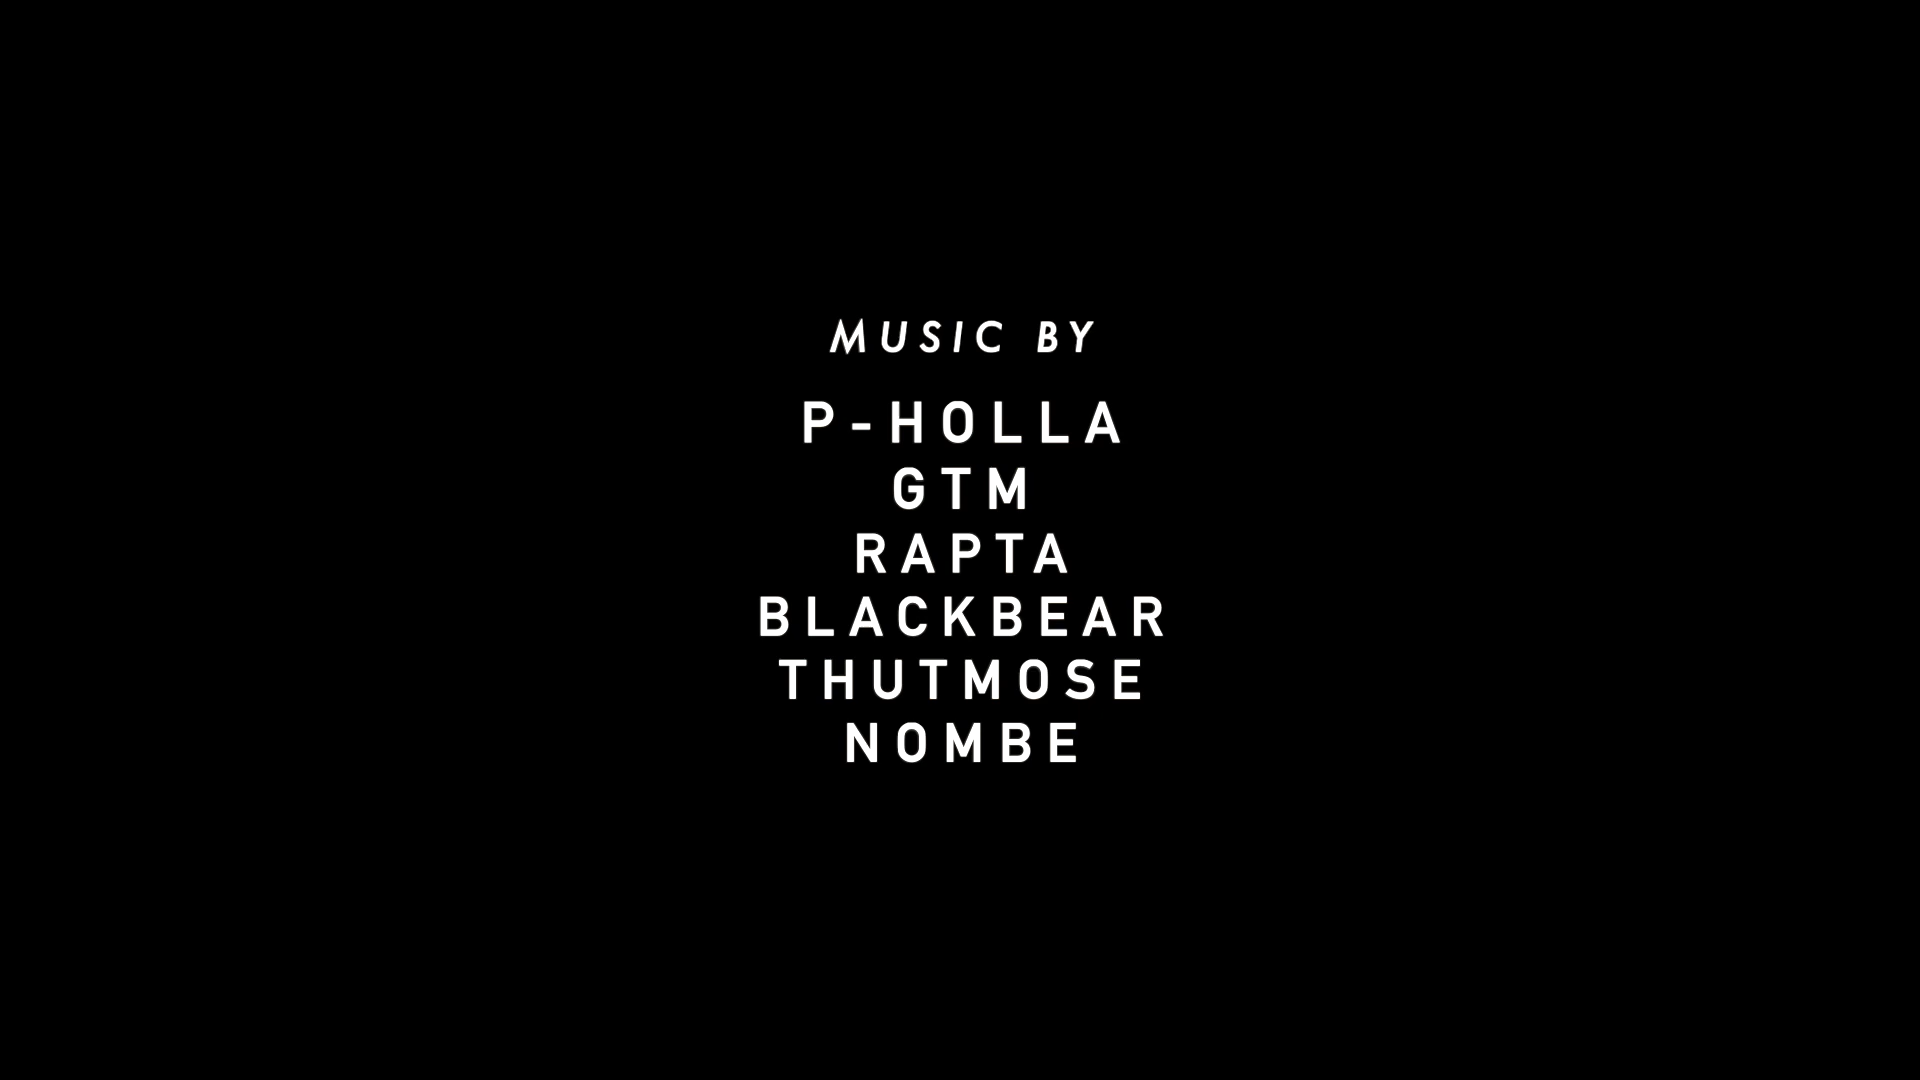 MUSIC BY
P-HOLLA
GTM
RAPTA
BLACKBEAR
THUTMOSE
NOMBE